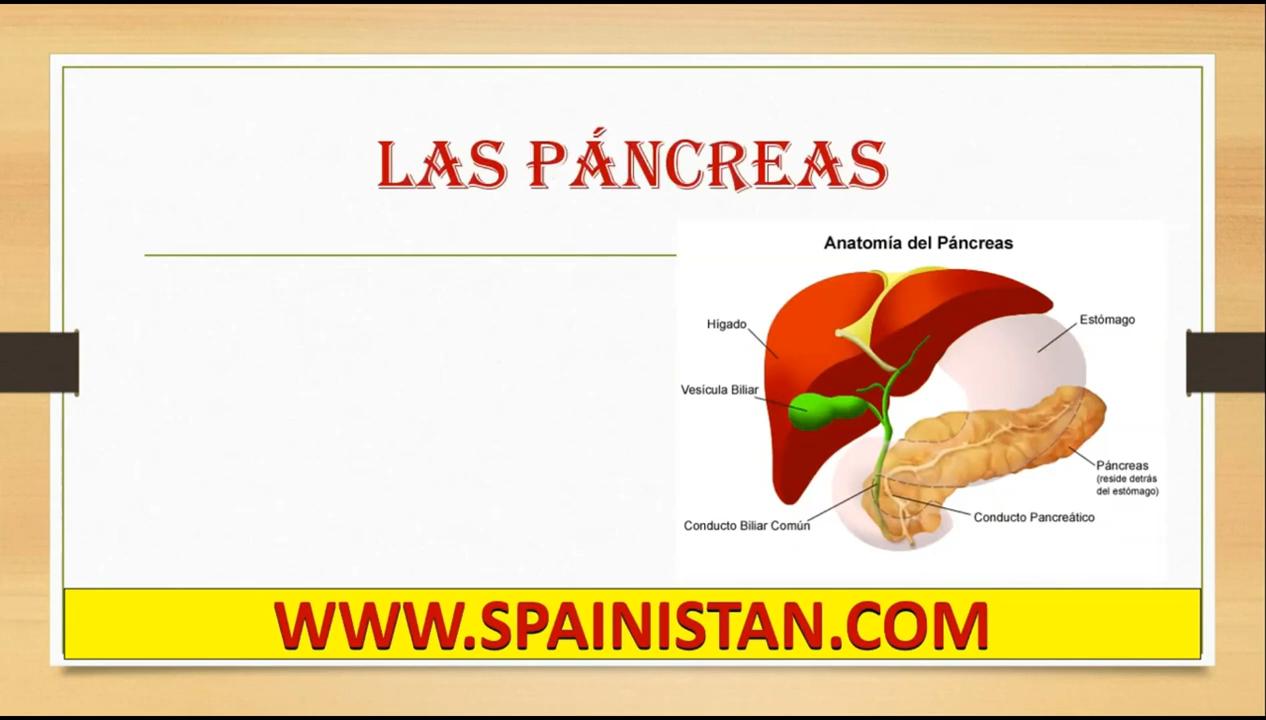 LAS PÁNCREAS
Anatomía del Páncreas
Hígado
Estómago
Vesícula Biliar
Páncreas
(reside detrás
del estómago)
Conducto Pancreático
Conducto Biliar Común
WWW.SPAINISTAN.COM